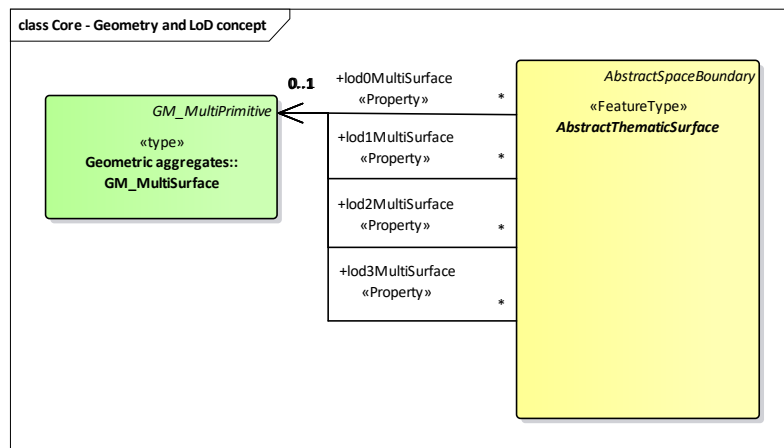 class Core - Geometry and LoD concept
GM_MultiPrimitive
«type»
Geometric aggregates::
GM_MultiSurface
0..1
+lod0MultiSurface
«Property»
*
+lod1MultiSurface
«Property»
*
+lod2MultiSurface
«Property»
*
+lod3MultiSurface
«Property»
*
AbstractSpaceBoundary
«FeatureType»
AbstractThematicSurface